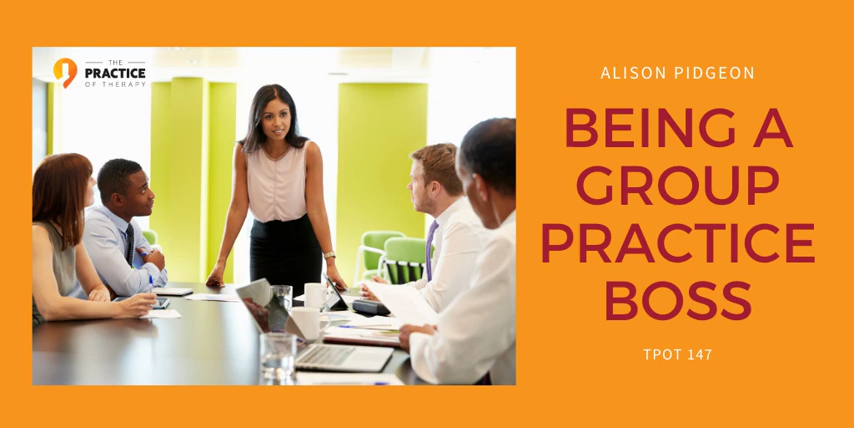 THE
PRACTICE
OF THERAPY
ALISON PIDGEON
BEING A
GROUP
PRACTICE
BOSS
TPOT 147